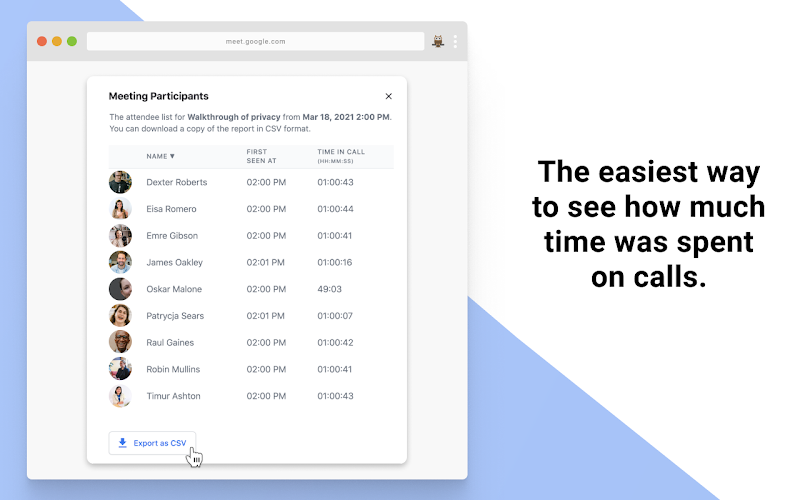 meet.google.com
Meeting Participants
The attendee list for Walkthrough of privacy from Mar 18, 2021 2:00 PM.
You can download a copy of the report in CSV format.
NAME ▼ FIRST SEEN AT TIME IN CALL (HH:MM:SS)
Dexter Roberts 02:00 PM 01:00:43
Eisa Romero 02:00 PM 01:00:44
Emre Gibson 02:00 PM 01:00:41
James Oakley 02:01 PM 01:00:16
Oskar Malone 02:00 PM 49:03
Patrycja Sears 02:01 PM 01:00:07
Raul Gaines 02:00 PM 01:00:42
Robin Mullins 02:00 PM 01:00:41
Timur Ashton 02:00 PM 01:00:43
Export as CSV
The easiest way
to see how much
time was spent
on calls.